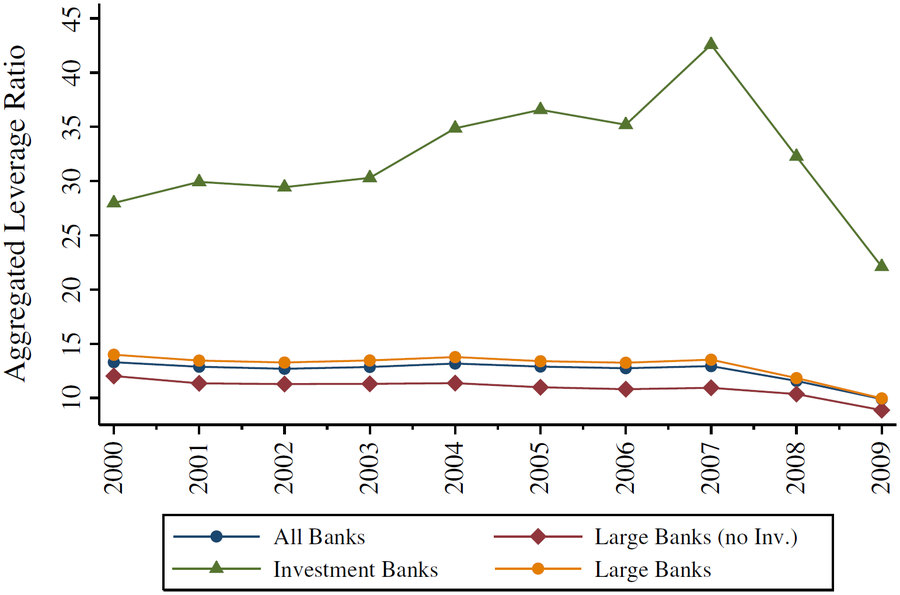 Aggregated Leverage Ratio
45
40
35
30
25
20
15
10
2000 2001 2002 2003 2004 2005 2006 2007 2008 2009
All Banks Large Banks (no Inv.)
Investment Banks Large Banks